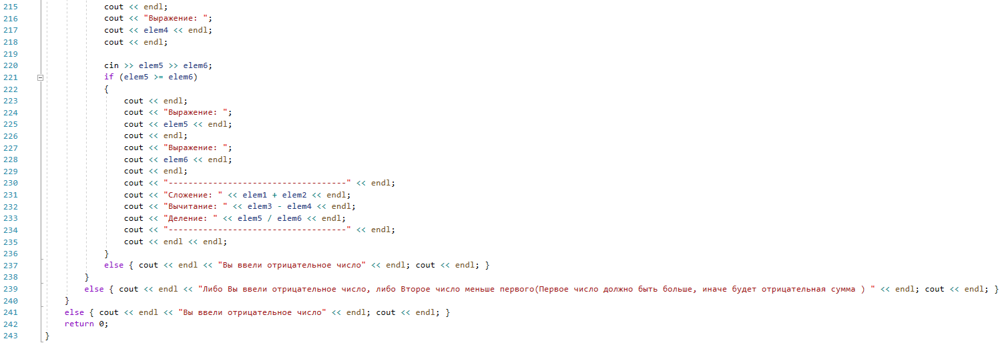 215 cout << endl;
216 cout << "Выражение: ";
217 cout << elem4 << endl;
218 cout << endl;
219
220 cin >> elem5 >> elem6;
221 if (elem5 >= elem6)
222 {
223 cout << endl;
224 cout << "Выражение: ";
225 cout << elem5 << endl;
226 cout << endl;
227 cout << "Выражение: ";
228 cout << elem6 << endl;
229 cout << endl;
230 cout << "------------------------------------" << endl;
231 cout << "Сложение: " << elem1 + elem2 << endl;
232 cout << "Вычитание: " << elem3 - elem4 << endl;
233 cout << "Деление: " << elem5 / elem6 << endl;
234 cout << "------------------------------------" << endl;
235 cout << endl << endl;
236 }
237 else { cout << endl << "Вы ввели отрицательное число" << endl; cout << endl; }
238 }
239 else { cout << endl << "Либо Вы ввели отрицательное число, либо Второе число меньше первого(Первое число должно быть больше, иначе будет отрицательная сумма ) " << endl; cout << endl; }
240 }
241 else { cout << endl << "Вы ввели отрицательное число" << endl; cout << endl; }
242 return 0;
243 }